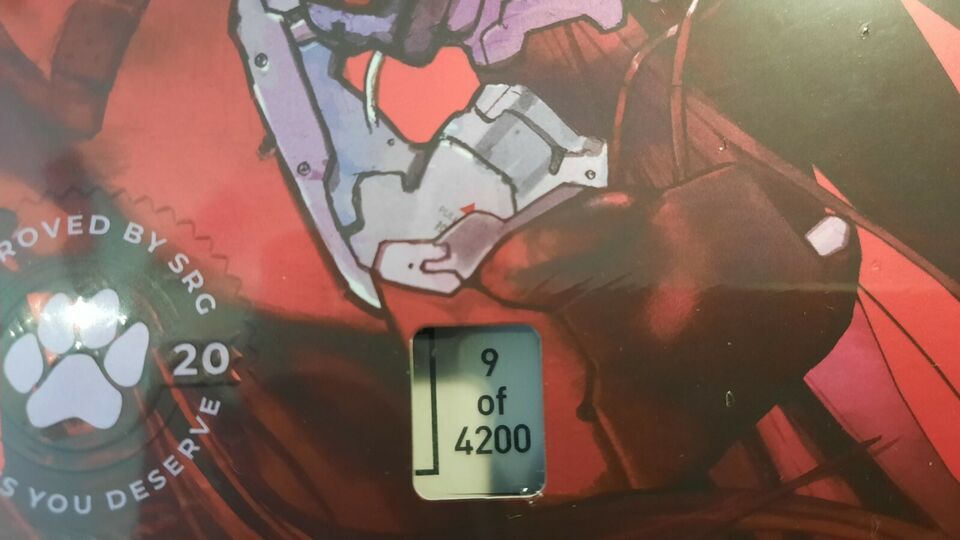 ROVED BY SRG
20
S YOU DESERVE
9
of
4200